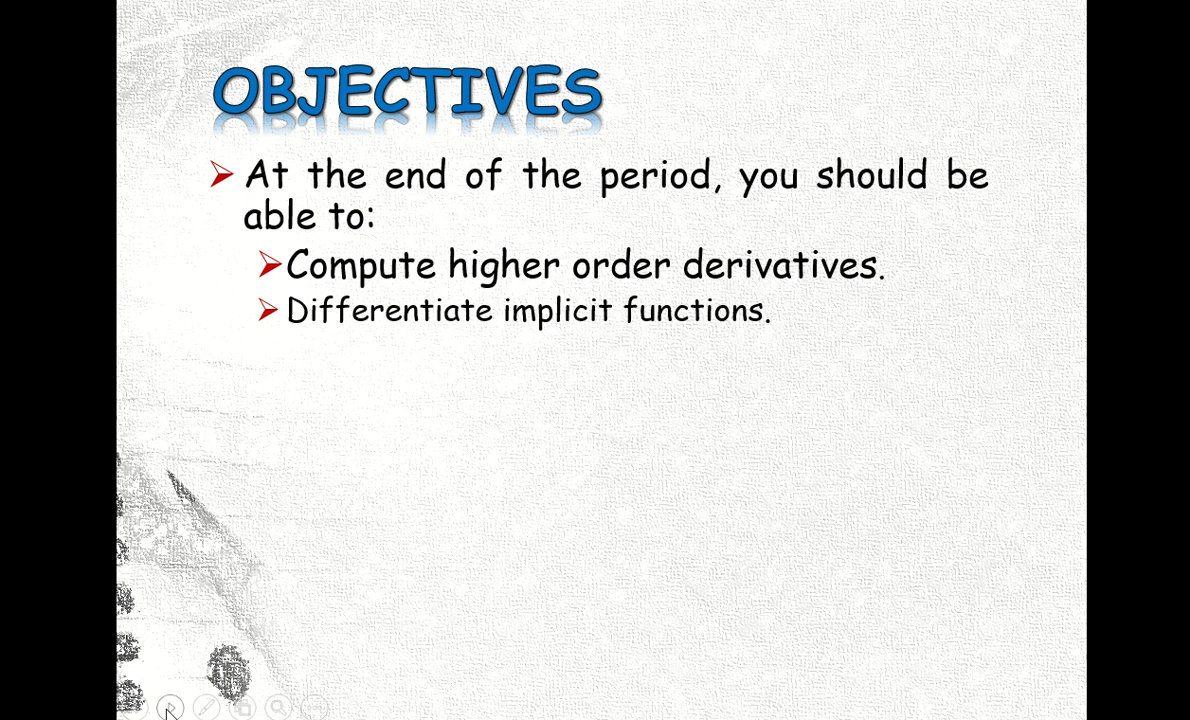 OBJECTIVES
At the end of the period, you should be
able to:
Compute higher order derivatives.
Differentiate implicit functions.